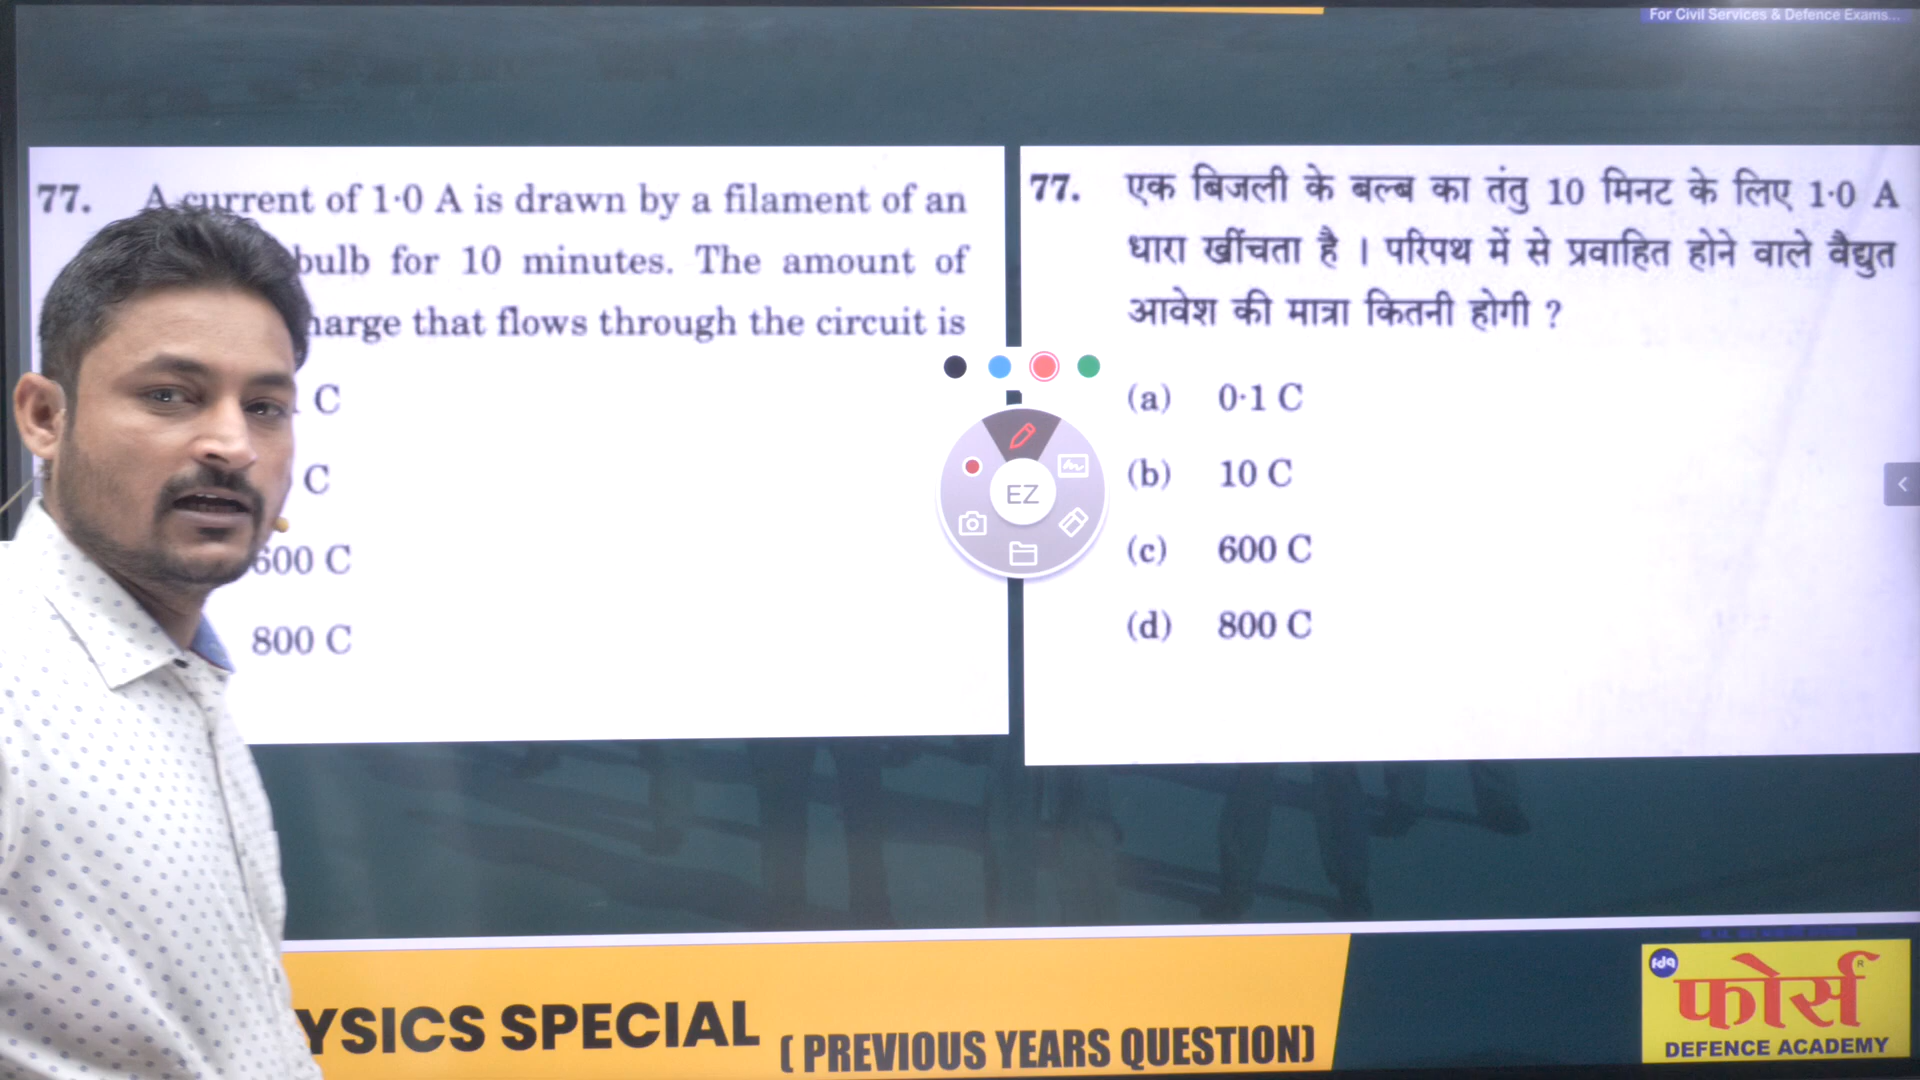 For Civil Services & Defence Exams...
77. A current of 1·0 A is drawn by a filament of an
bulb for 10 minutes. The amount of
harge that flows through the circuit is
C
C
600 C
800 C
77. एक बिजली के बल्ब का तंतु 10 मिनट के लिए 1·0 A
धारा खींचता है । परिपथ में से प्रवाहित होने वाले वैद्युत
आवेश की मात्रा कितनी होगी ?
(a) 0·1 C
(b) 10 C
(c) 600 C
(d) 800 C
EZ
YSICS SPECIAL ( PREVIOUS YEARS QUESTION)
fda
फोर्स R
DEFENCE ACADEMY